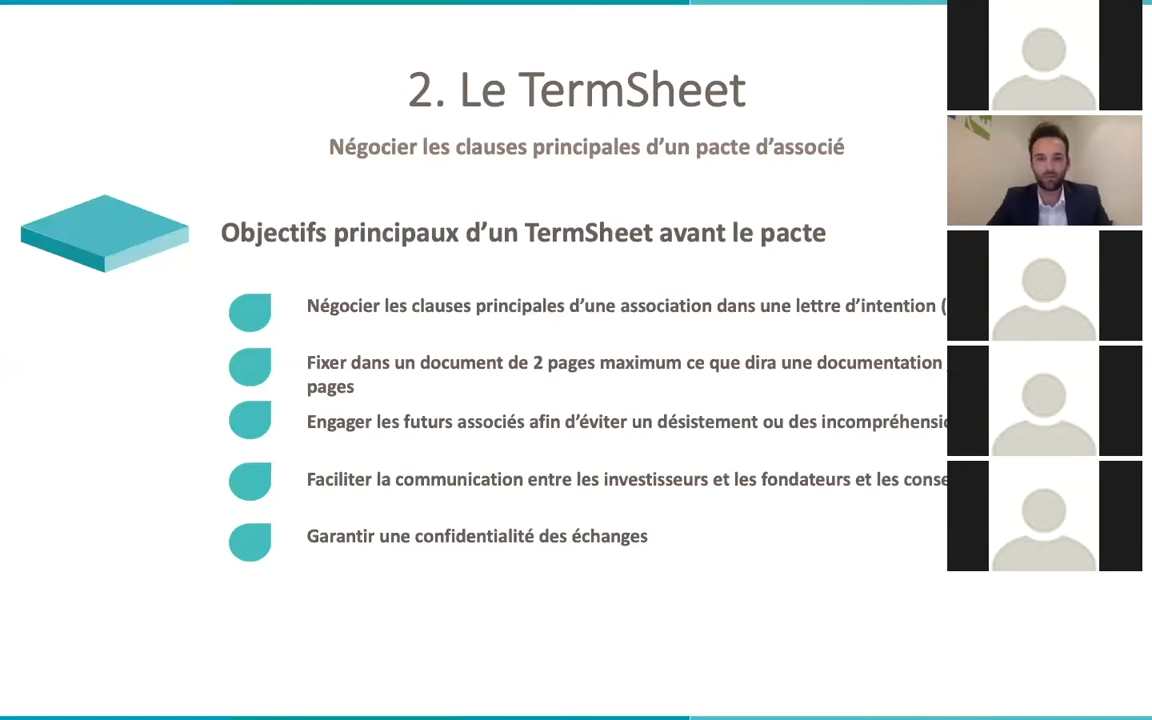 2. Le TermSheet
Négocier les clauses principales d’un pacte d’associé
Objectifs principaux d’un TermSheet avant le pacte
Négocier les clauses principales d’une association dans une lettre d’intention (
Fixer dans un document de 2 pages maximum ce que dira une documentation
pages
Engager les futurs associés afin d’éviter un désistement ou des
Faciliter la communication entre les investisseurs et les fondateurs et les
Garantir une confidentialité des échanges